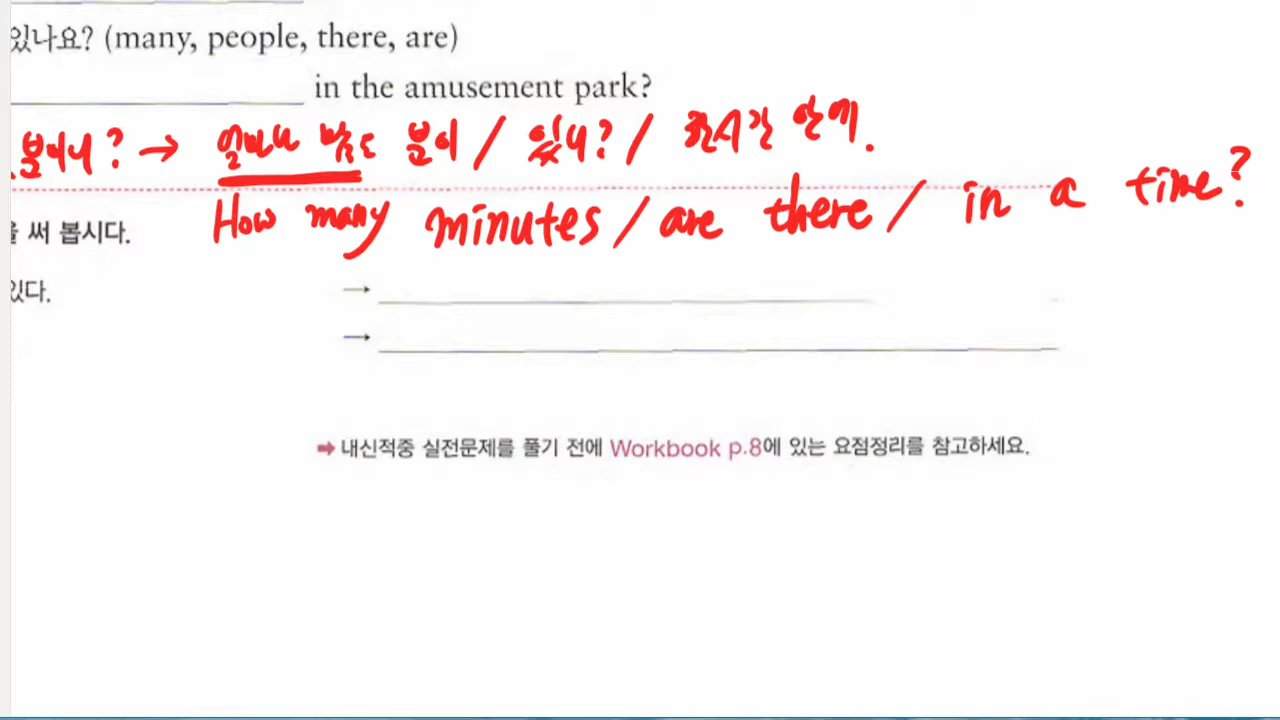 있나요? (many, people, there, are)
in the amusement park?
분이니? → 얼마나 많은 분이 / 있니? / 한시간 안에.
How many minutes / are there / in a time?
을 써 봅시다.
있다.
→
→
➡ 내신적중 실전문제를 풀기 전에 Workbook p.8에 있는 요점정리를 참고하세요.